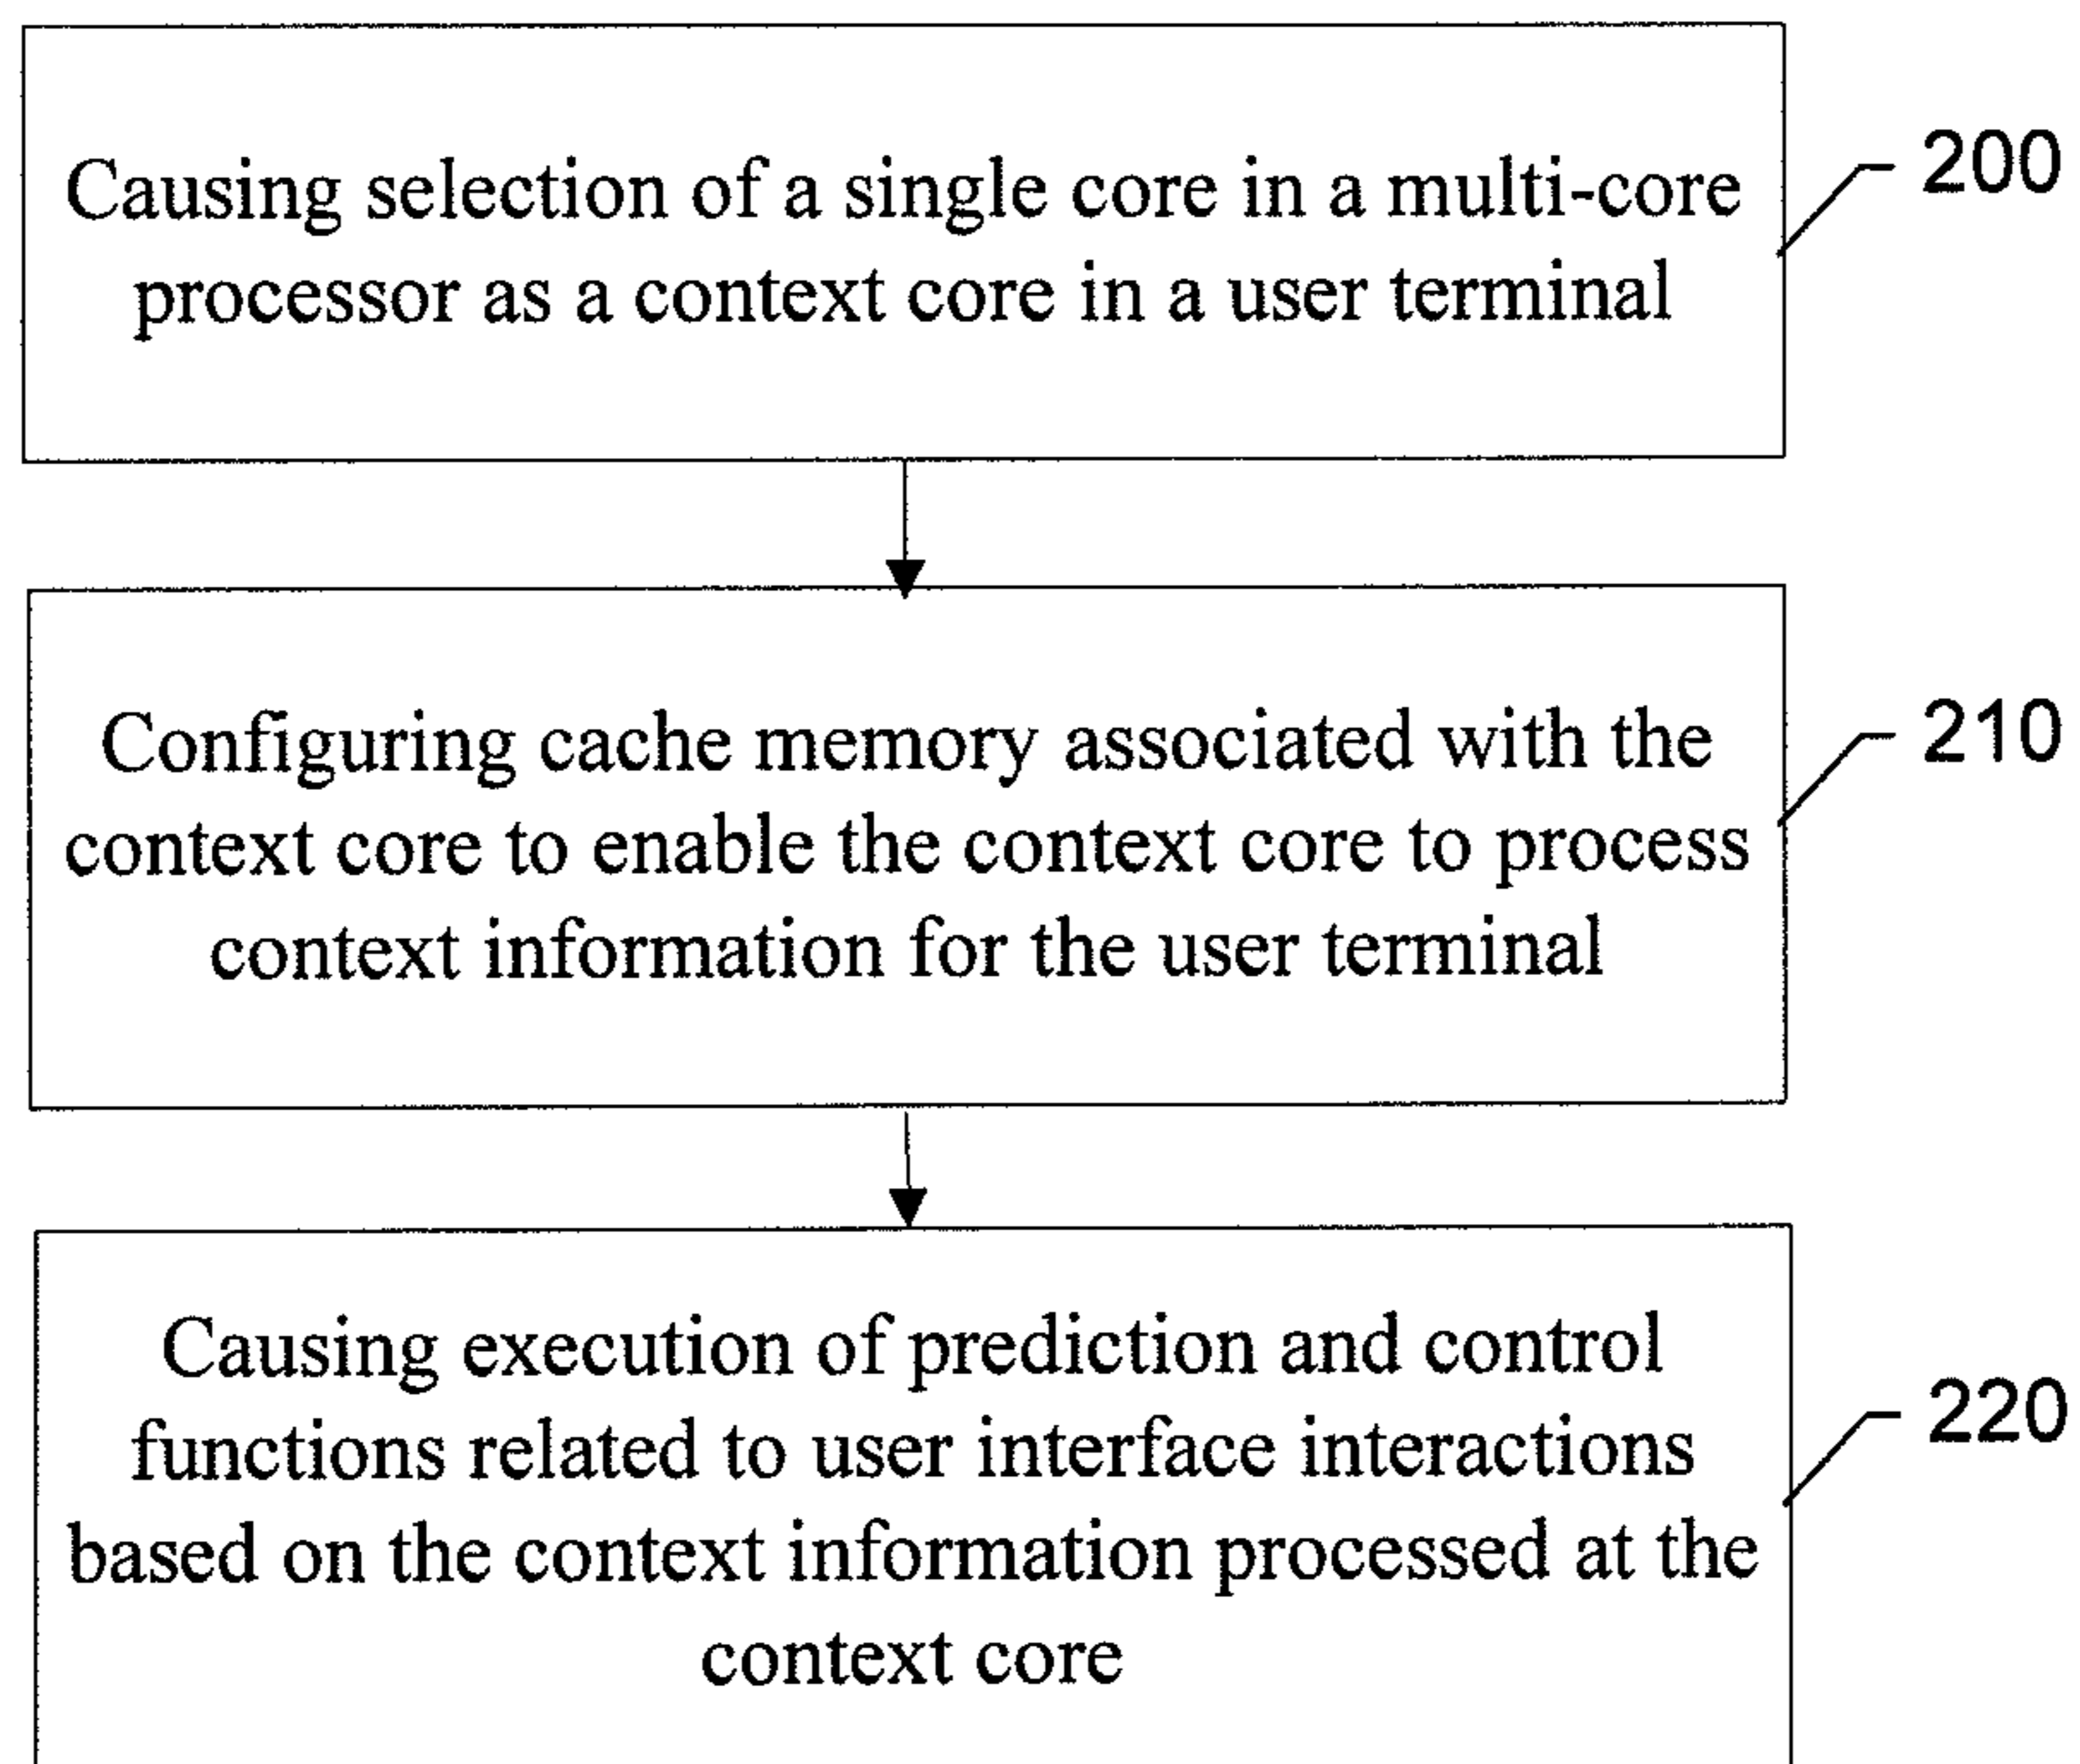 Causing selection of a single core in a multi-core
processor as a context core in a user terminal
200
Configuring cache memory associated with the
context core to enable the context core to process
context information for the user terminal
210
Causing execution of prediction and control
functions related to user interface interactions
based on the context information processed at the
context core
220